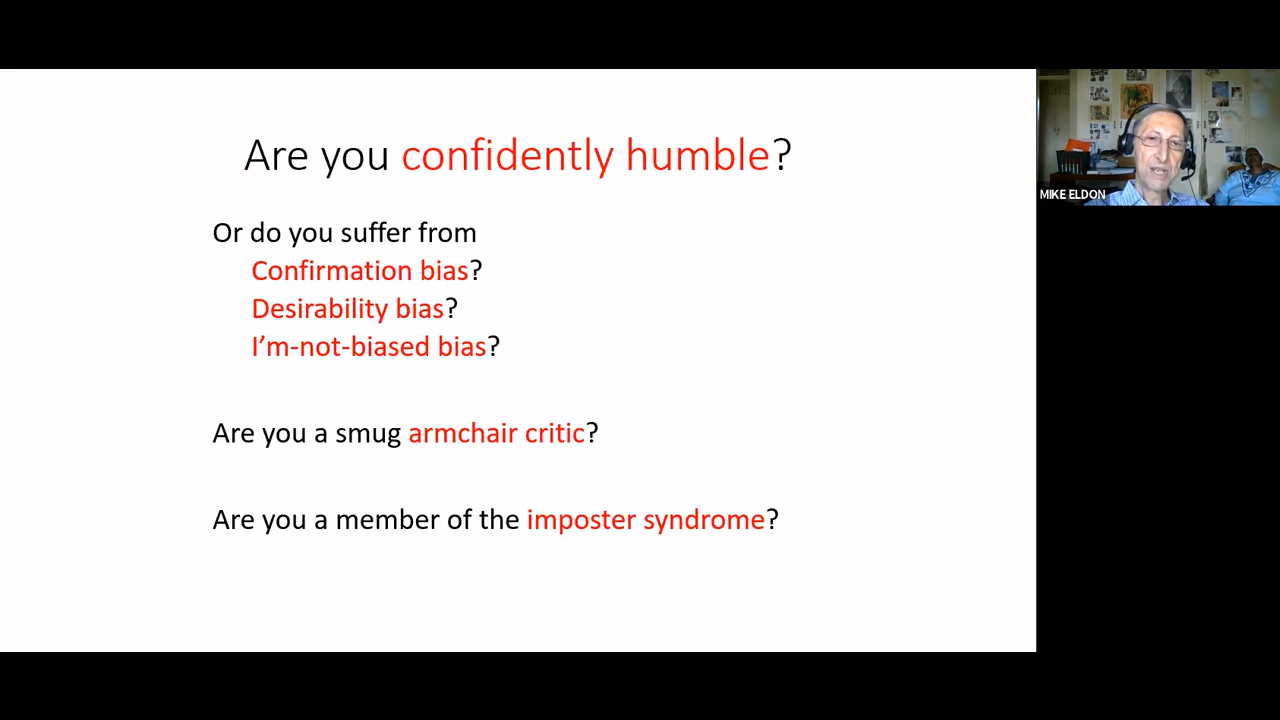 Are you confidently humble?
Or do you suffer from
Confirmation bias?
Desirability bias?
I'm-not-biased bias?
Are you a smug armchair critic?
Are you a member of the imposter syndrome?
MIKE ELDON